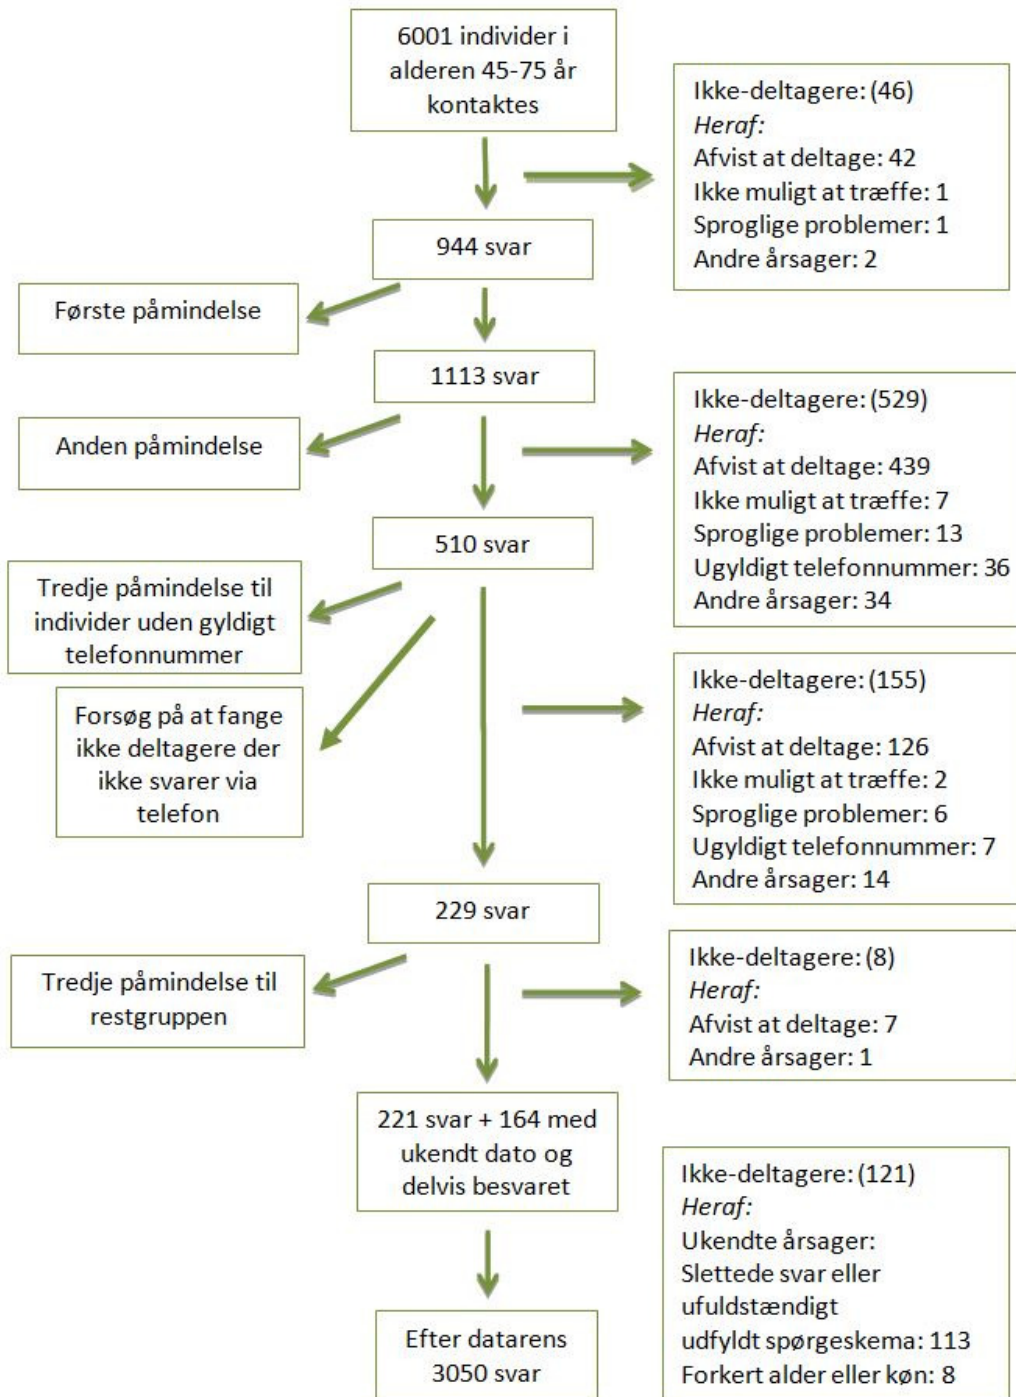 6001 individer i
alderen 45-75 år
kontaktes
Ikke-deltagere: (46)
Heraf:
Afvist at deltage: 42
Ikke muligt at træffe: 1
Sproglige problemer: 1
Andre årsager: 2
944 svar
Første påmindelse
1113 svar
Anden påmindelse
Ikke-deltagere: (529)
Heraf:
Afvist at deltage: 439
Ikke muligt at træffe: 7
Sproglige problemer: 13
Ugyldigt telefonnummer: 36
Andre årsager: 34
510 svar
Tredje påmindelse til
individer uden gyldigt
telefonnummer
Forsøg på at fange
ikke deltagere der
ikke svarer via
telefon
Ikke-deltagere: (155)
Heraf:
Afvist at deltage: 126
Ikke muligt at træffe: 2
Sproglige problemer: 6
Ugyldigt telefonnummer: 7
Andre årsager: 14
229 svar
Tredje påmindelse til
restgruppen
Ikke-deltagere: (8)
Heraf:
Afvist at deltage: 7
Andre årsager: 1
221 svar + 164 med
ukendt dato og
delvis besvaret
Ikke-deltagere: (121)
Heraf:
Ukendte årsager:
Slettede svar eller
ufuldstændigt
udfyldt spørgeskema: 113
Forkert alder eller køn: 8
Efter datarens
3050 svar